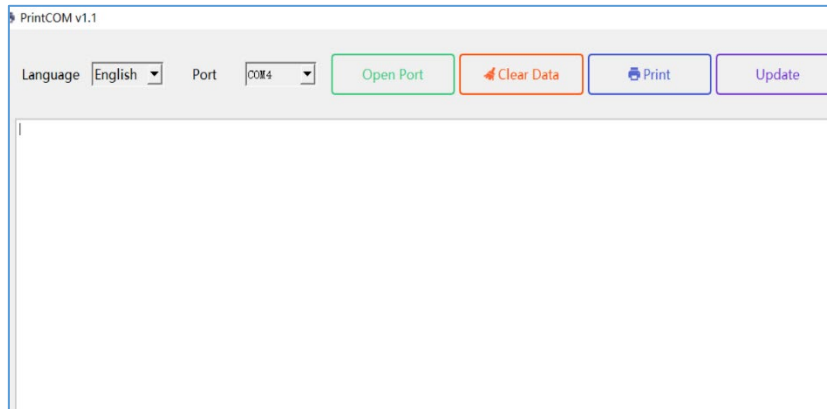 PrintCOM v1.1
Language English Port COM4 Open Port Clear Data Print Update